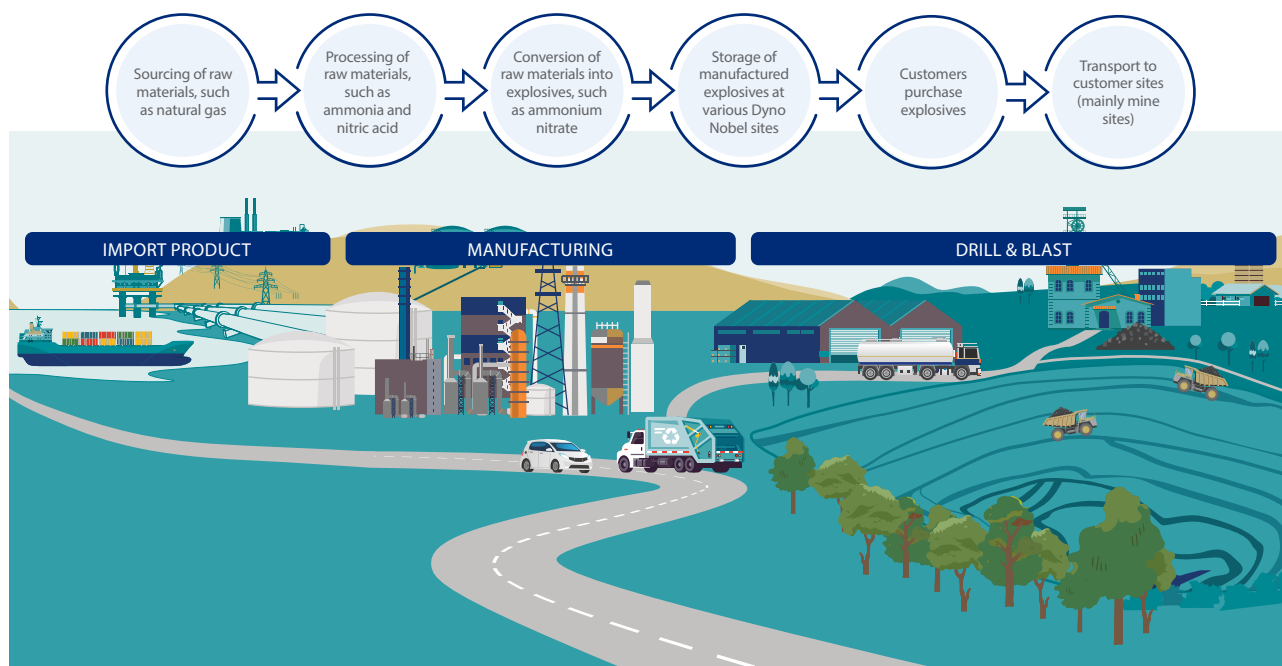 Sourcing of raw
materials, such
as natural gas
Processing of
raw materials,
such as
ammonia and
nitric acid
Conversion of
raw materials into
explosives, such
as ammonium
nitrate
Storage of
manufactured
explosives at
various Dyno
Nobel sites
Customers
purchase
explosives
Transport to
customer sites
(mainly mine
sites)
IMPORT PRODUCT
MANUFACTURING
DRILL & BLAST